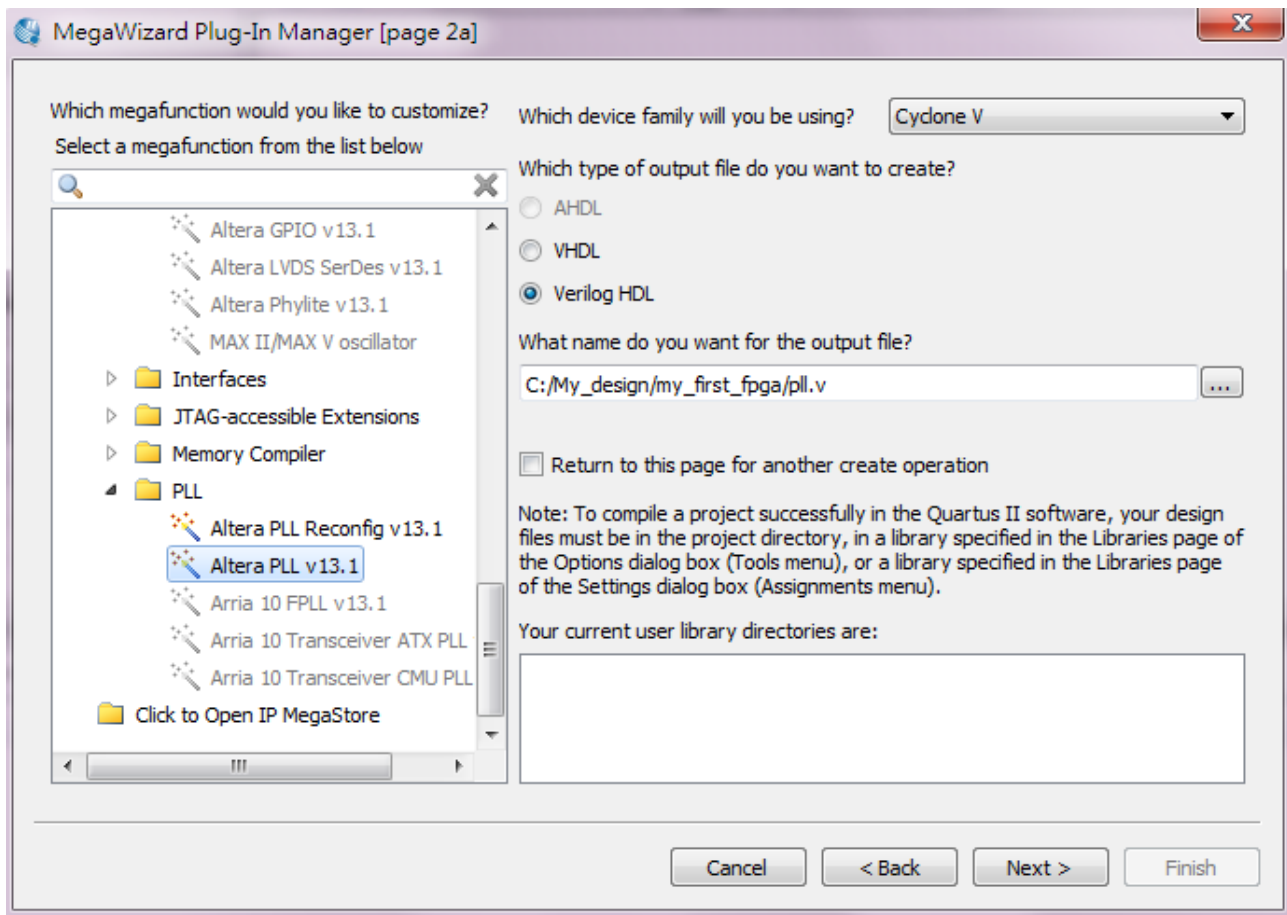 MegaWizard Plug-In Manager [page 2a]
Which megafunction would you like to customize?
Select a megafunction from the list below
Altera GPIO v13.1
Altera LVDS SerDes v13.1
Altera Phylite v13.1
MAX II/MAX V oscillator
Interfaces
JTAG-accessible Extensions
Memory Compiler
PLL
Altera PLL Reconfig v13.1
Altera PLL v13.1
Arria 10 FPLL v13.1
Arria 10 Transceiver ATX PLL
Arria 10 Transceiver CMU PLL
Click to Open IP MegaStore
Which device family will you be using?
Cyclone V
Which type of output file do you want to create?
AHDL
VHDL
Verilog HDL
What name do you want for the output file?
C:/My_design/my_first_fpga/pll.v
...
Return to this page for another create operation
Note: To compile a project successfully in the Quartus II software, your design
files must be in the project directory, in a library specified in the Libraries page of
the Options dialog box (Tools menu), or a library specified in the Libraries page
of the Settings dialog box (Assignments menu).
Your current user library directories are:
Cancel
< Back
Next >
Finish